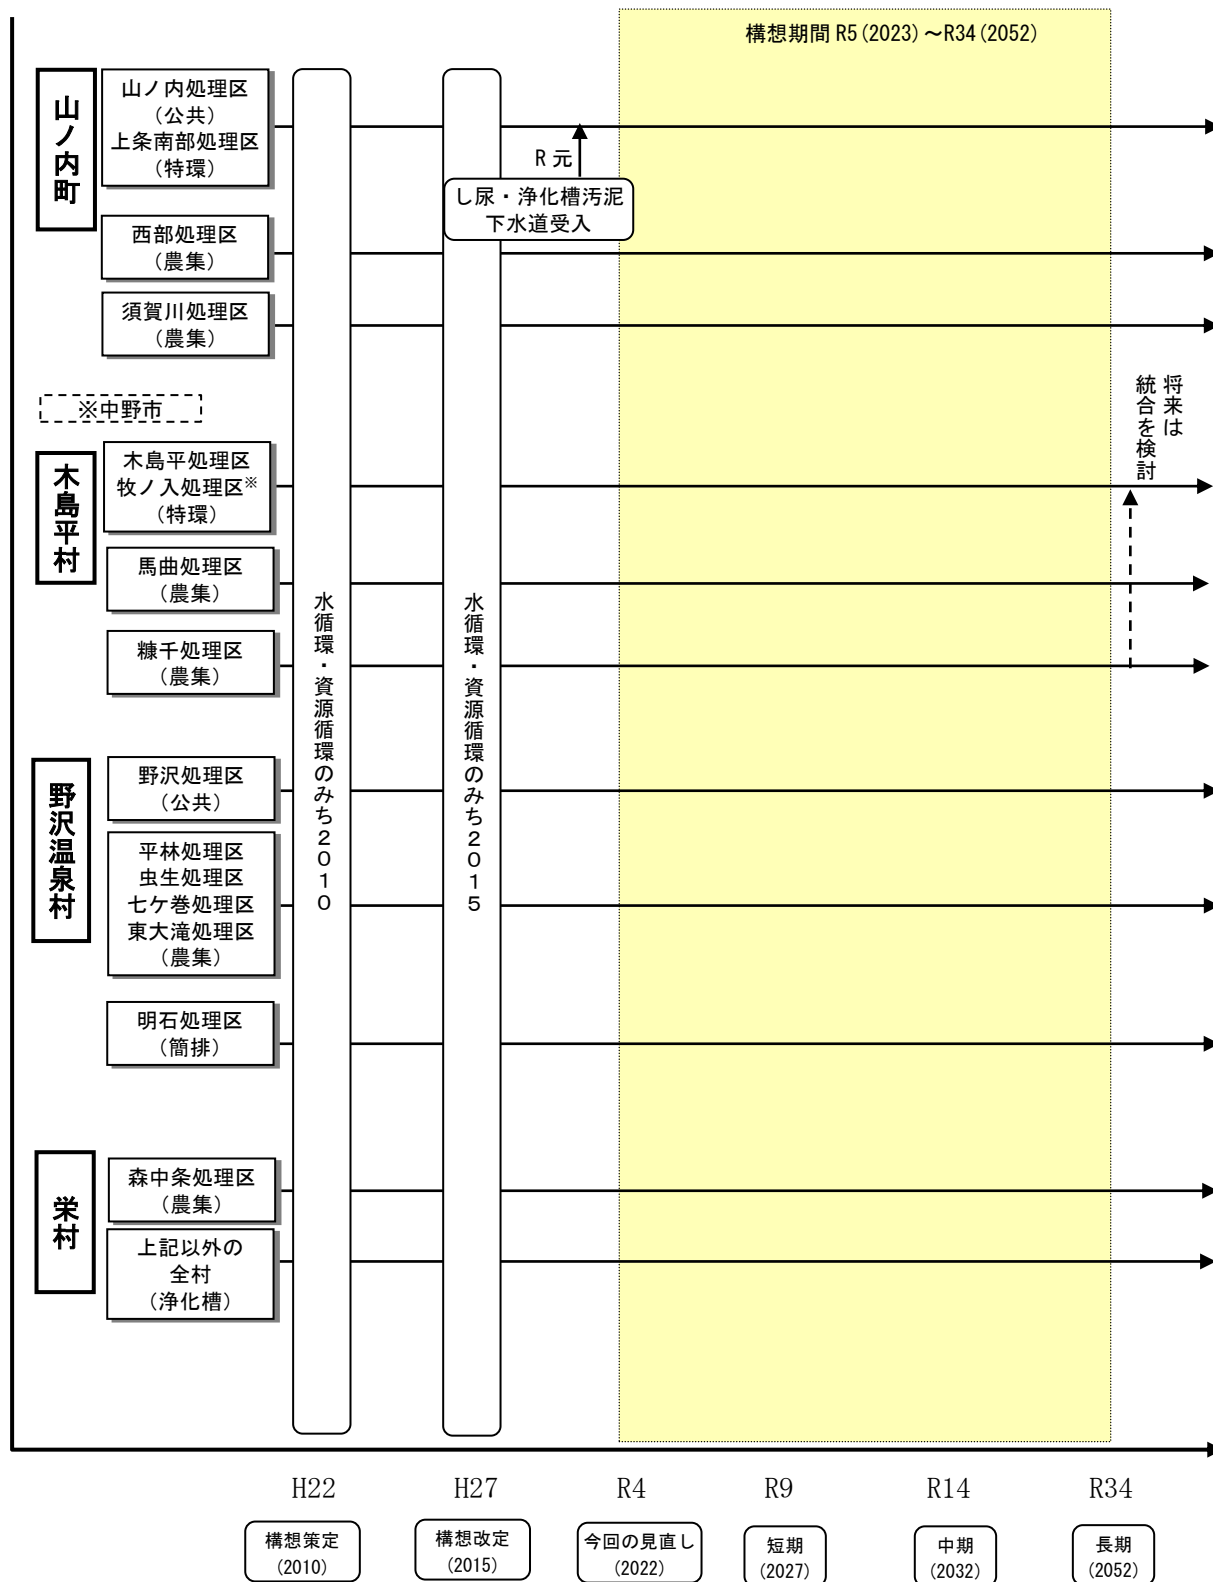 構想期間 R5(2023)～R34(2052)
山ノ内町
山ノ内処理区
(公共)
上条南部処理区
(特環)
R元
し尿・浄化槽汚泥
下水道受入
西部処理区
(農集)
須賀川処理区
(農集)
※中野市
将来は
統合を検討
木島平村
木島平処理区
牧ノ入処理区※
(特環)
馬曲処理区
(農集)
糠千処理区
(農集)
水循環・資源循環のみち２０１０
水循環・資源循環のみち２０１５
野沢温泉村
野沢処理区
(公共)
平林処理区
虫生処理区
七ケ巻処理区
東大滝処理区
(農集)
明石処理区
(簡排)
栄村
森中条処理区
(農集)
上記以外の
全村
(浄化槽)
H22
H27
R4
R9
R14
R34
構想策定
(2010)
構想改定
(2015)
今回の見直し
(2022)
短期
(2027)
中期
(2032)
長期
(2052)